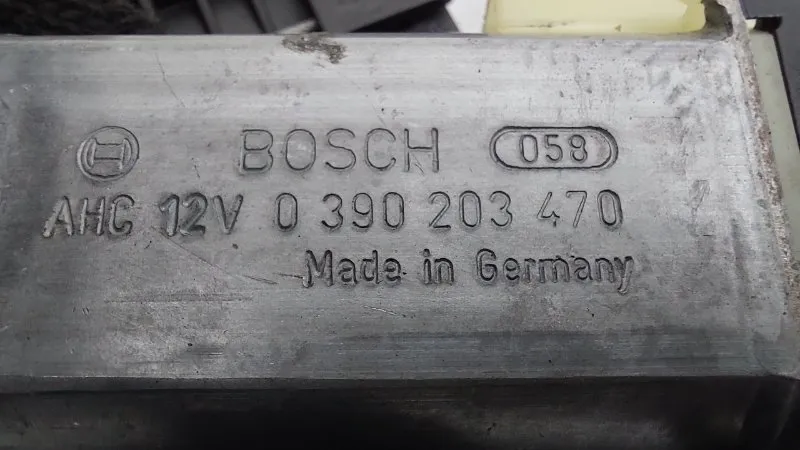 BOSCH 058
AHC 12V 0 390 203 470
Made in Germany